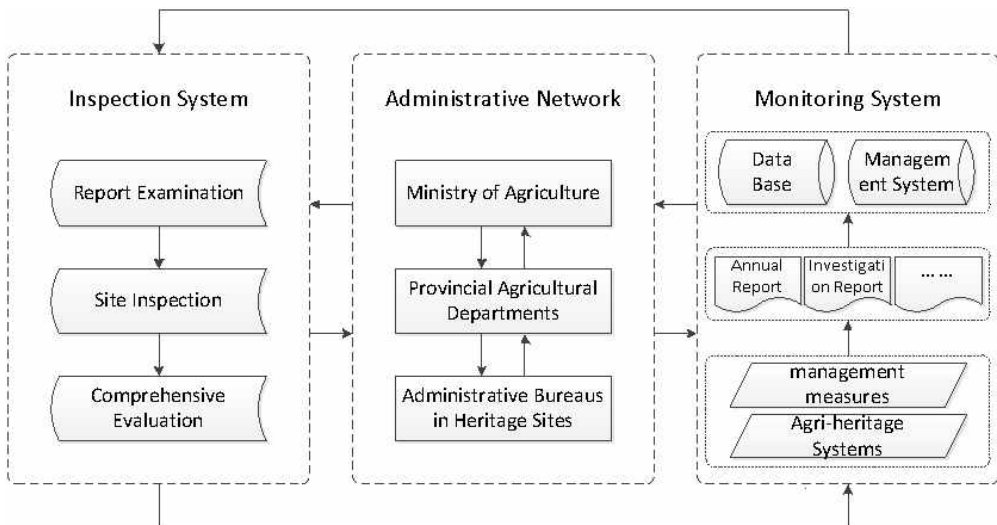 Inspection System
Report Examination
Site Inspection
Comprehensive
Evaluation
Administrative Network
Ministry of Agriculture
Provincial Agricultural
Departments
Administrative Bureaus
in Heritage Sites
Monitoring System
Data
Base
Managem
ent System
Annual
Report
Investigati
on Report
... ...
management
measures
Agri-heritage
Systems